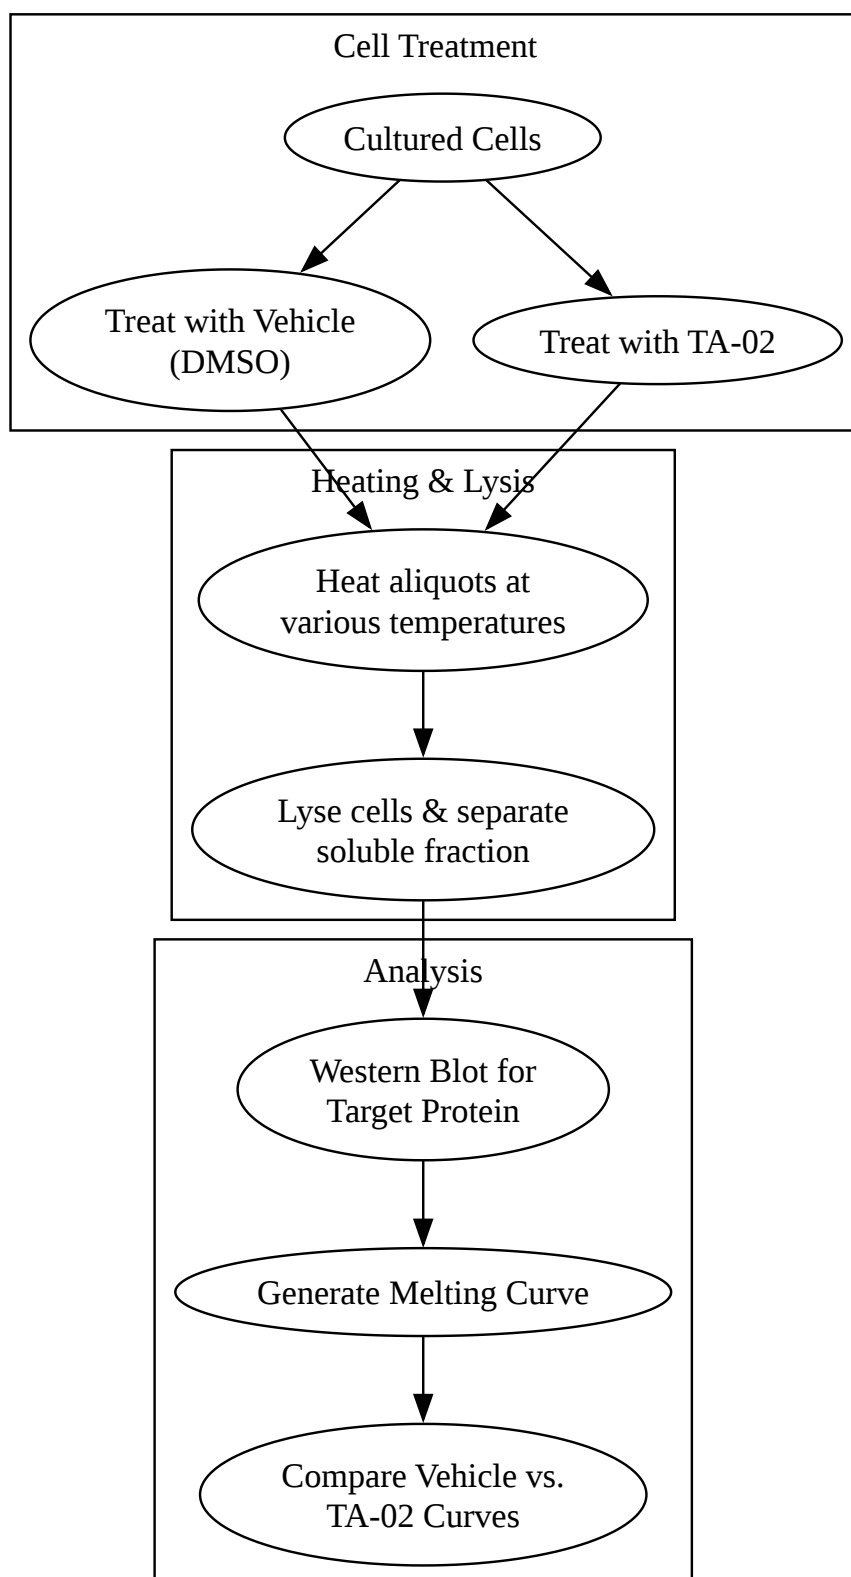 Cell Treatment
Cultured Cells
Treat with Vehicle
(DMSO)
Treat with TA-02
Heating & Lysis
Heat aliquots at
various temperatures
Lyse cells & separate
soluble fraction
Analysis
Western Blot for
Target Protein
Generate Melting Curve
Compare Vehicle vs.
TA-02 Curves